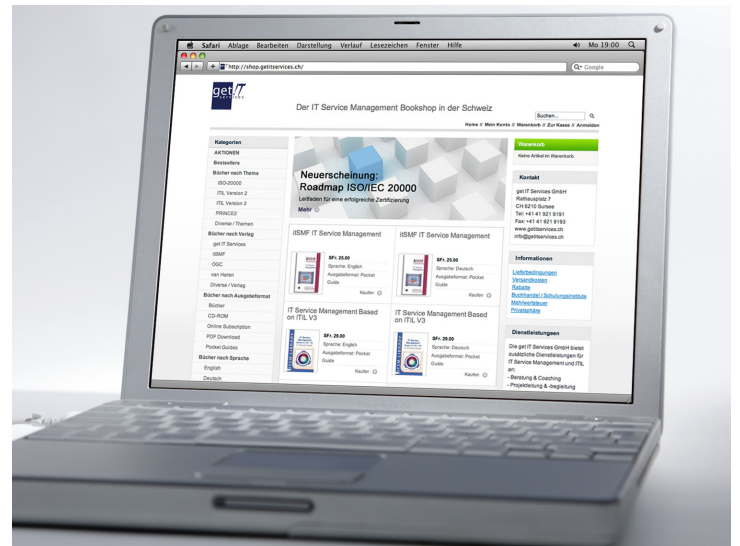 Safari Ablage Bearbeiten Darstellung Verlauf Lesezeichen Fenster Hilfe Mo 19:00
http://shop.getitservices.ch/
Google
get IT
services
Der IT Service Management Bookshop in der Schweiz
Suchen...
Home // Mein Konto // Warenkorb // Zur Kasse // Anmelden
Kategorien
AKTIONEN
Bestsellers
Bücher nach Thema
ISO-20000
ITIL Version 2
ITIL Version 3
PRINCE2
Diverse / Themen
Bücher nach Verlag
get IT Services
itSMF
OGC
van Haren
Diverse / Verlag
Bücher nach Ausgabeformat
Bücher
CD-ROM
Online Subscription
PDF Download
Pocket Guides
Bücher nach Sprache
English
Deutsch
Neuerscheinung:
Roadmap ISO/IEC 20000
Leitfaden für eine erfolgreiche Zertifizierung
Mehr
itSMF IT Service Management
SFr. 25.00
Sprache: English
Ausgabeformat: Pocket
Guide
Kaufen
itSMF IT Service Management
SFr. 25.00
Sprache: Deutsch
Ausgabeformat: Pocket
Guide
Kaufen
IT Service Management Based
on ITIL V3
SFr. 29.00
Sprache: English
Ausgabeformat: Pocket
Guide
Kaufen
IT Service Management Based
on ITIL V3
SFr. 29.00
Sprache: Deutsch
Ausgabeformat: Pocket
Guide
Kaufen
Warenkorb
Keine Artikel im Warenkorb.
Kontakt
get IT Services GmbH
Rathausplatz 7
CH 6210 Sursee
Tel: +41 41 921 9191
Fax: +41 41 921 9193
www.getitservices.ch
info@getitservices.ch
Informationen
Lieferbedingungen
Versandkosten
Rabatte
Buchhandel / Schulungsinstitute
Mehrwertsteuer
Privatsphäre
Dienstleistungen
Die get IT Services GmbH bietet
zusätzliche Dienstleistungen für
IT Service Management und ITIL
an:
- Beratung & Coaching
- Projektleitung & -begleitung